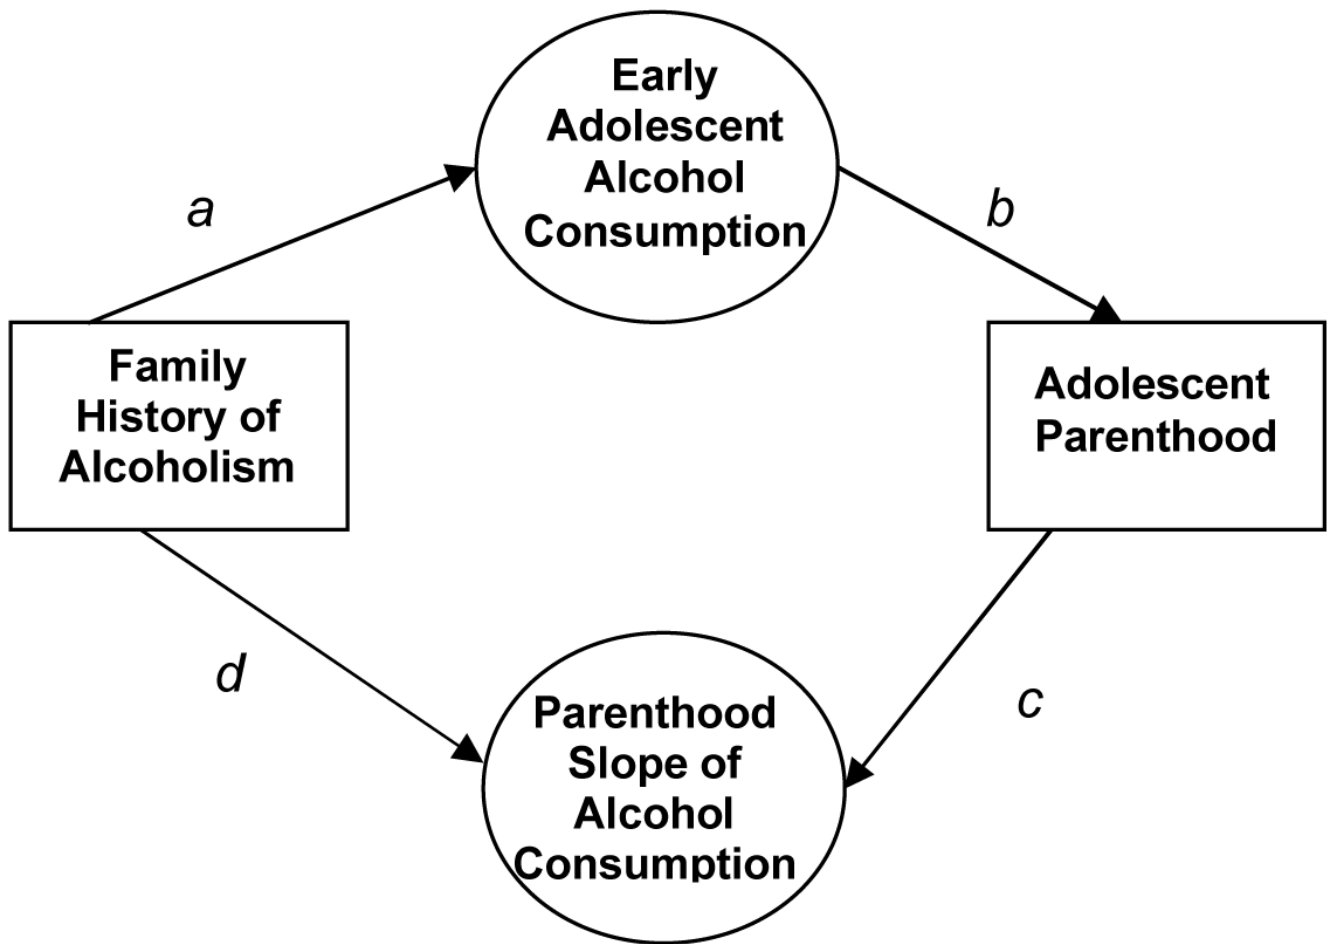 Early
Adolescent
Alcohol
Consumption
a
b
Family
History of
Alcoholism
Adolescent
Parenthood
d
c
Parenthood
Slope of
Alcohol
Consumption